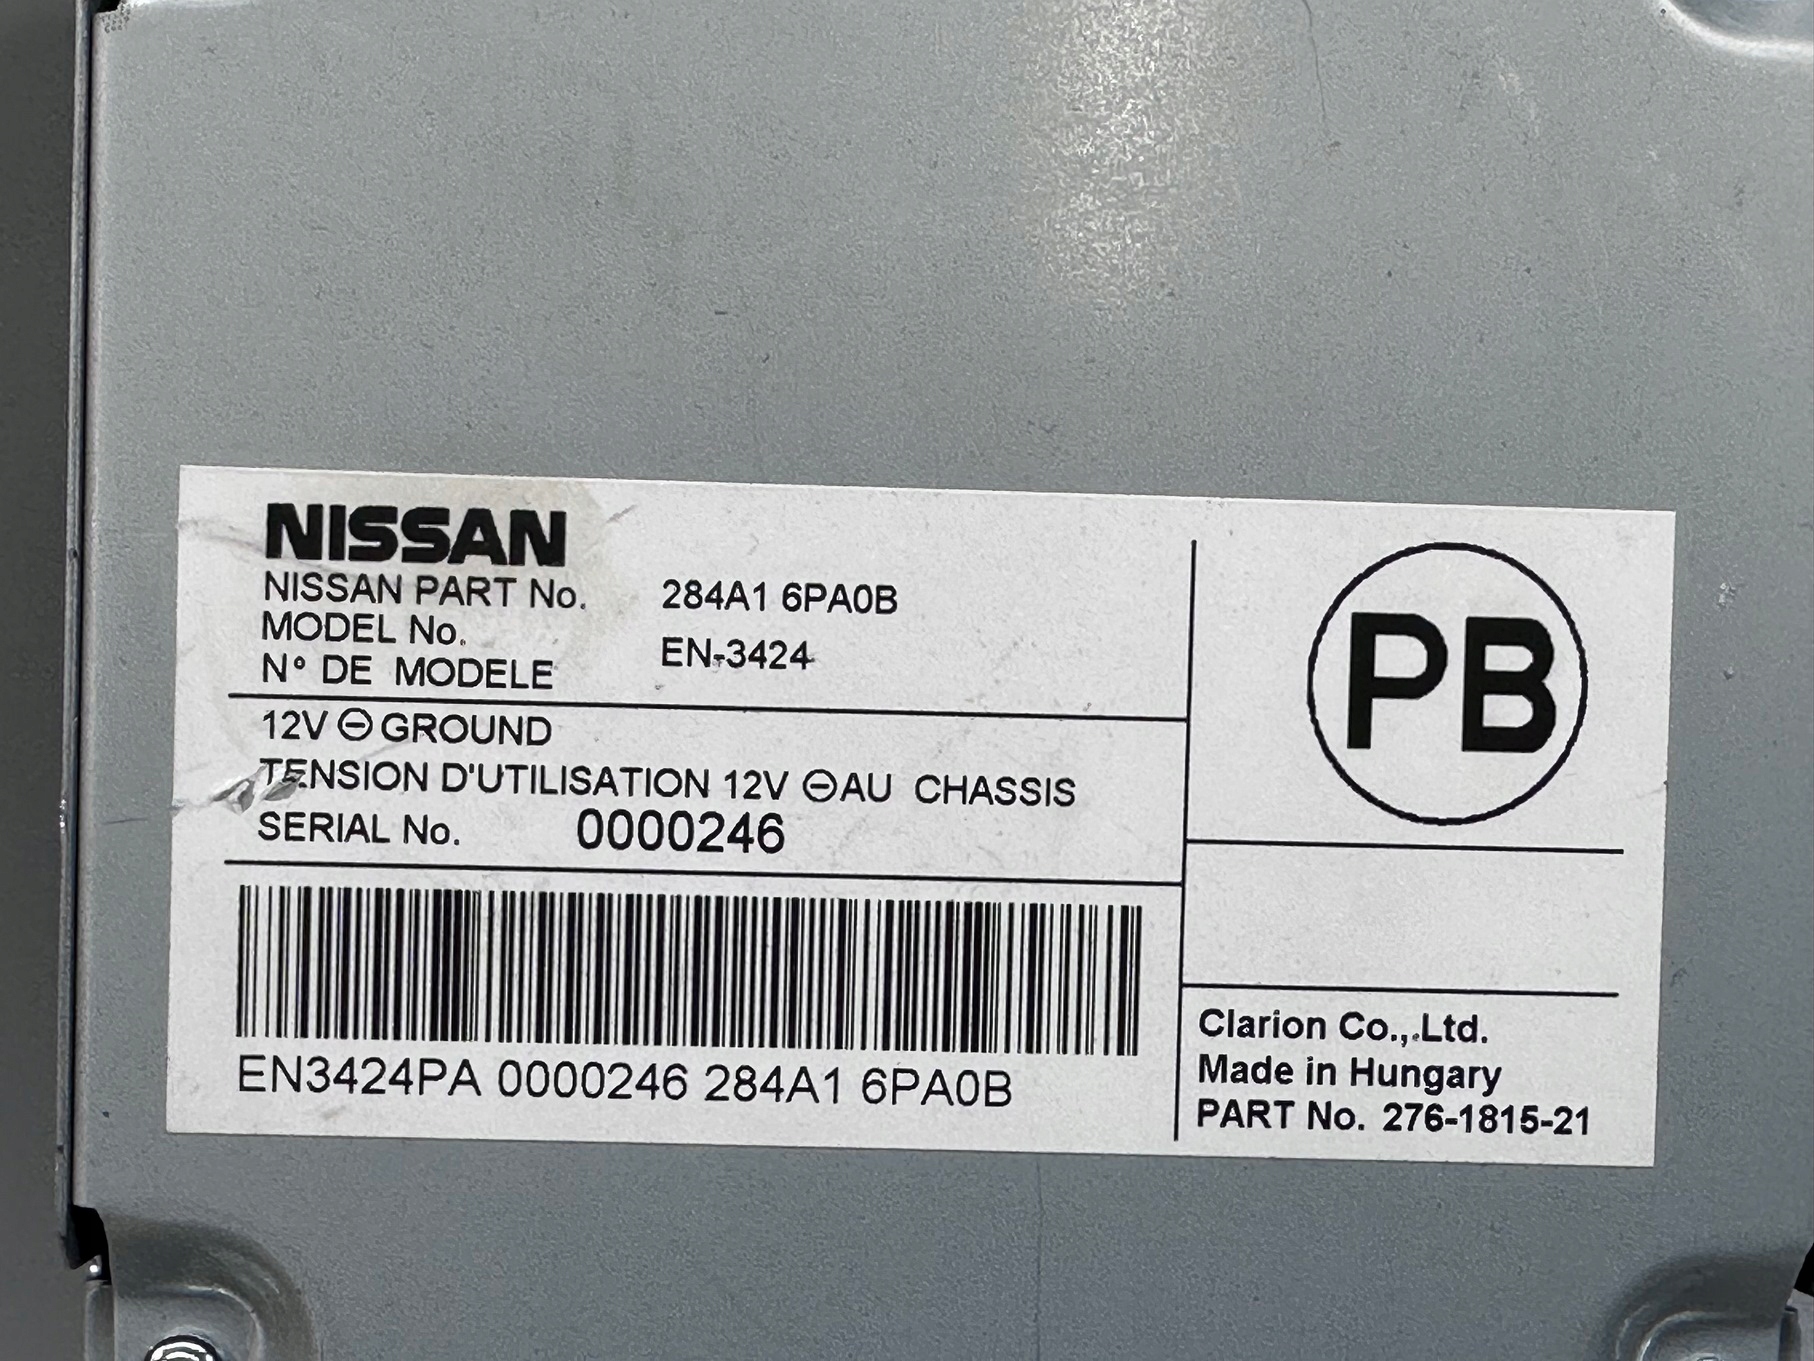 NISSAN
NISSAN PART No. 284A1 6PA0B
MODEL No.
N° DE MODELE EN-3424
12V ⊖ GROUND
TENSION D'UTILISATION 12V ⊖ AU CHASSIS
SERIAL No. 0000246
EN3424PA 0000246 284A1 6PA0B
PB
Clarion Co., Ltd.
Made in Hungary
PART No. 276-1815-21